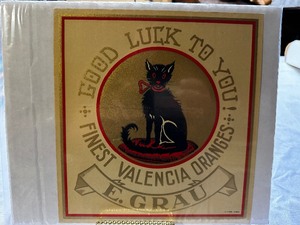 GOOD LUCK TO YOU!
FINEST VALENCIA ORANGES
E. GRAU